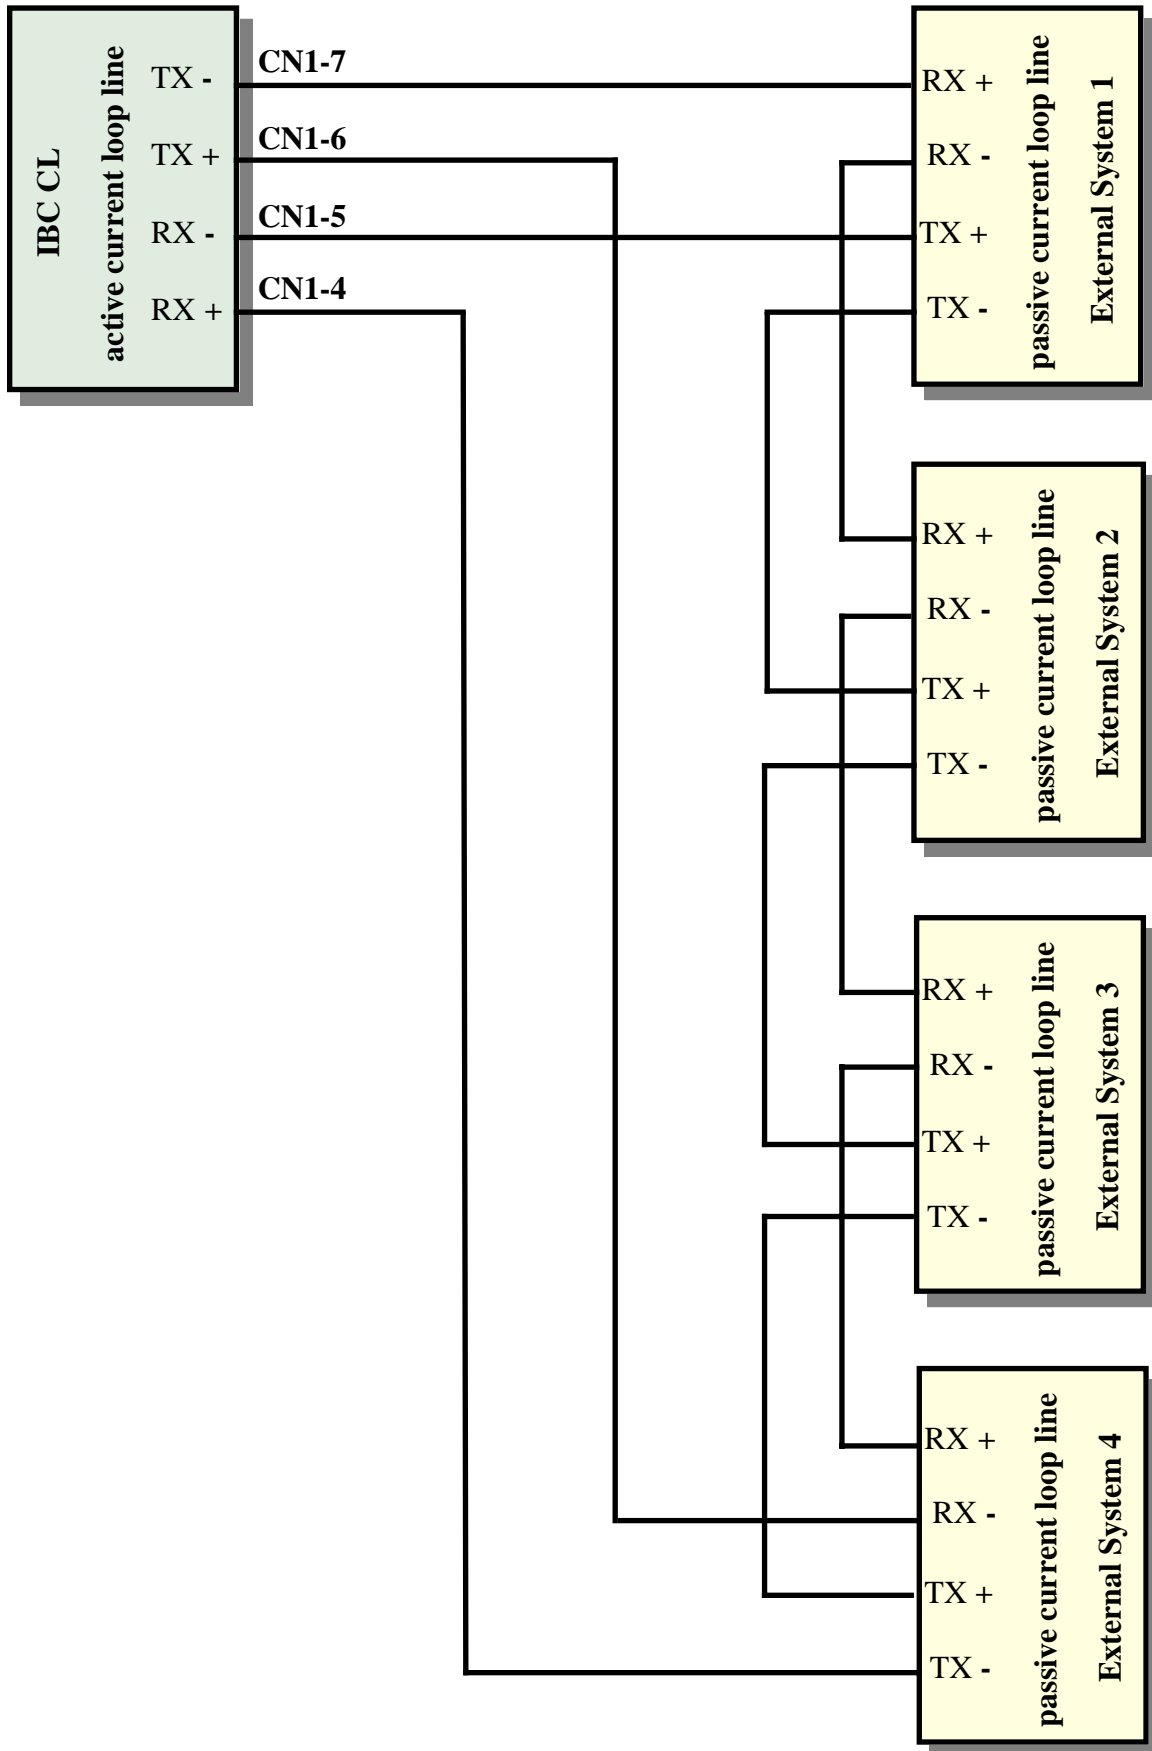 IBC CL
active current loop line
TX -
TX +
RX -
RX +
CN1-7
CN1-6
CN1-5
CN1-4
RX +
RX -
TX +
TX -
passive current loop line
External System 1
RX +
RX -
TX +
TX -
passive current loop line
External System 2
RX +
RX -
TX +
TX -
passive current loop line
External System 3
RX +
RX -
TX +
TX -
passive current loop line
External System 4